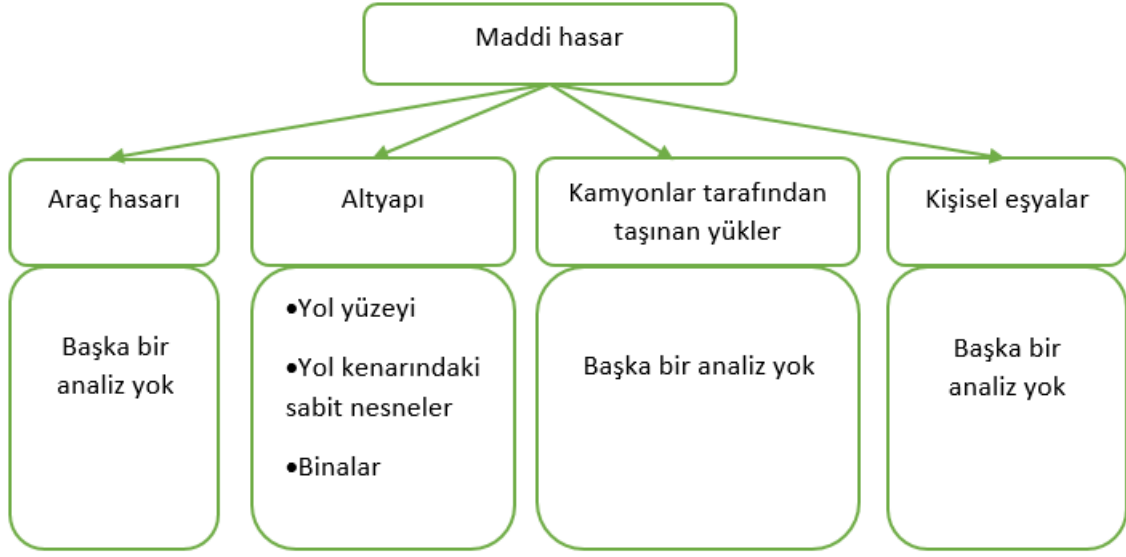 Maddi hasar
Araç hasarı
Altyapı
Kamyonlar tarafından
taşınan yükler
Kişisel eşyalar
Başka bir
analiz yok
•Yol yüzeyi
•Yol kenarındaki
sabit nesneler
•Binalar
Başka bir analiz yok
Başka bir
analiz yok